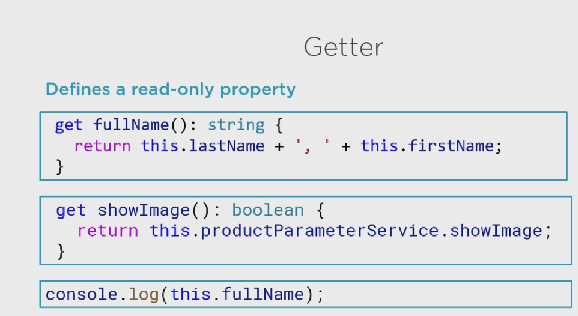 Getter
Defines a read-only property
get fullName(): string {
return this.lastName + ', ' + this.firstName;
}
get showImage(): boolean {
return this.productParameterService.showImage;
}
console.log(this.fullName);